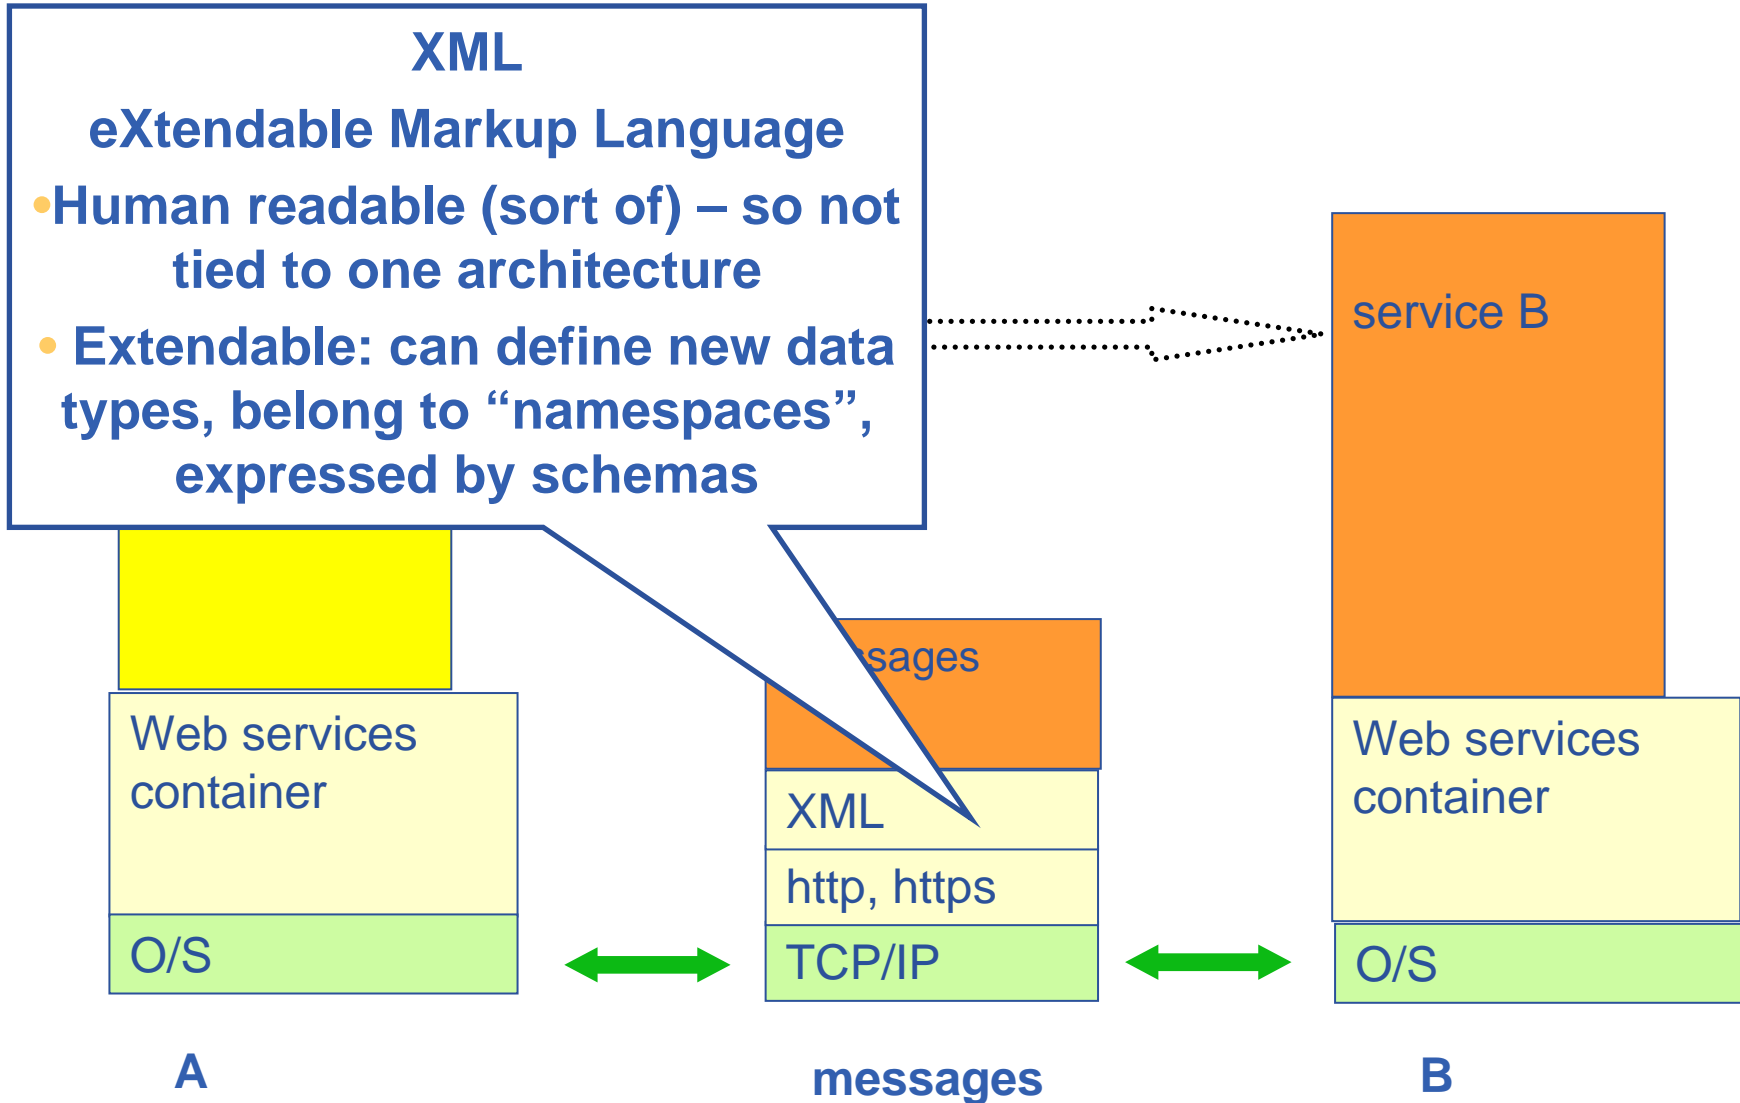 XML
eXtendable Markup Language
•Human readable (sort of) – so not
tied to one architecture
• Extendable: can define new data
types, belong to “namespaces”,
expressed by schemas
service B
ssages
Web services
container
Web services
container
XML
http, https
O/S
TCP/IP
O/S
A
messages
B